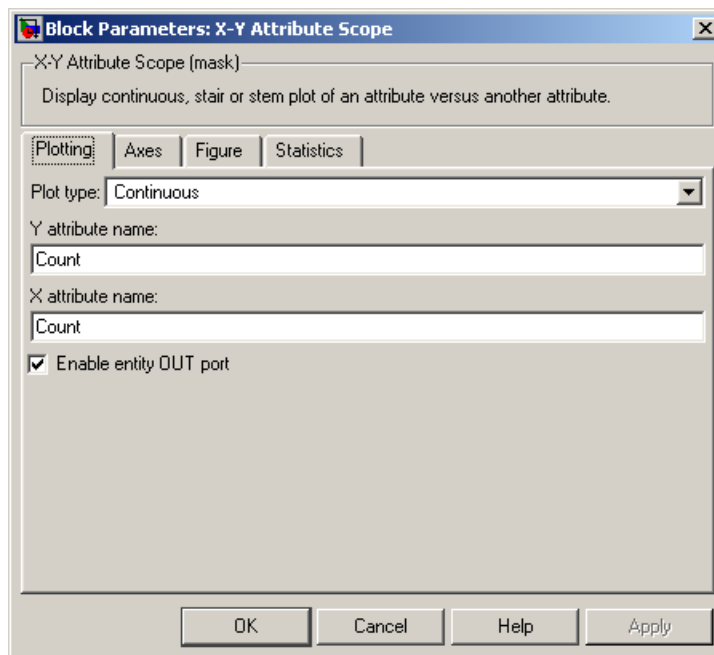 Block Parameters: X-Y Attribute Scope
X-Y Attribute Scope (mask)
Display continuous, stair or stem plot of an attribute versus another attribute.
Plotting Axes Figure Statistics
Plot type: Continuous
Y attribute name:
Count
X attribute name:
Count
Enable entity OUT port
OK Cancel Help Apply